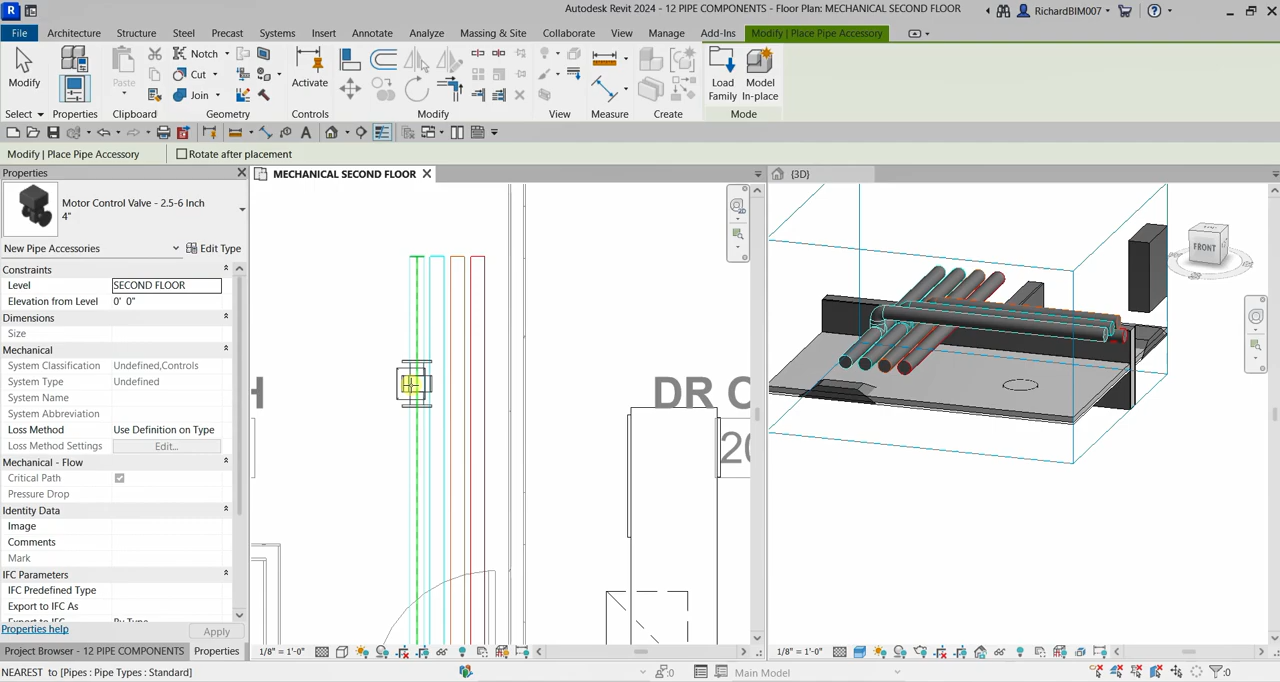 R Autodesk Revit 2024 - 12 PIPE COMPONENTS - Floor Plan: MECHANICAL SECOND FLOOR RichardBIM007
File Architecture Structure Steel Precast Systems Insert Annotate Analyze Massing & Site Collaborate View Manage Add-Ins Modify | Place Pipe Accessory
Modify Paste Notch Cut Join Activate Load Family Model In-place
Select Properties Clipboard Geometry Controls Modify View Measure Create Mode
Modify | Place Pipe Accessory Rotate after placement
Properties MECHANICAL SECOND FLOOR {3D}
Motor Control Valve - 2.5-6 Inch
4"
New Pipe Accessories Edit Type
Constraints
Level SECOND FLOOR
Elevation from Level 0' 0"
Dimensions
Size
Mechanical
System Classification Undefined,Controls
System Type Undefined
System Name
System Abbreviation
Loss Method Use Definition on Type
Loss Method Settings Edit...
Mechanical - Flow
Critical Path
Pressure Drop
Identity Data
Image
Comments
Mark
IFC Parameters
IFC Predefined Type
Export to IFC As
Export to IFC By Type
Properties help Apply
Project Browser - 12 PIPE COMPONENTS Properties
H
DR O
20
FRONT
1/8" = 1'-0" 1/8" = 1'-0"
NEAREST to [Pipes : Pipe Types : Standard] :0 Main Model :0